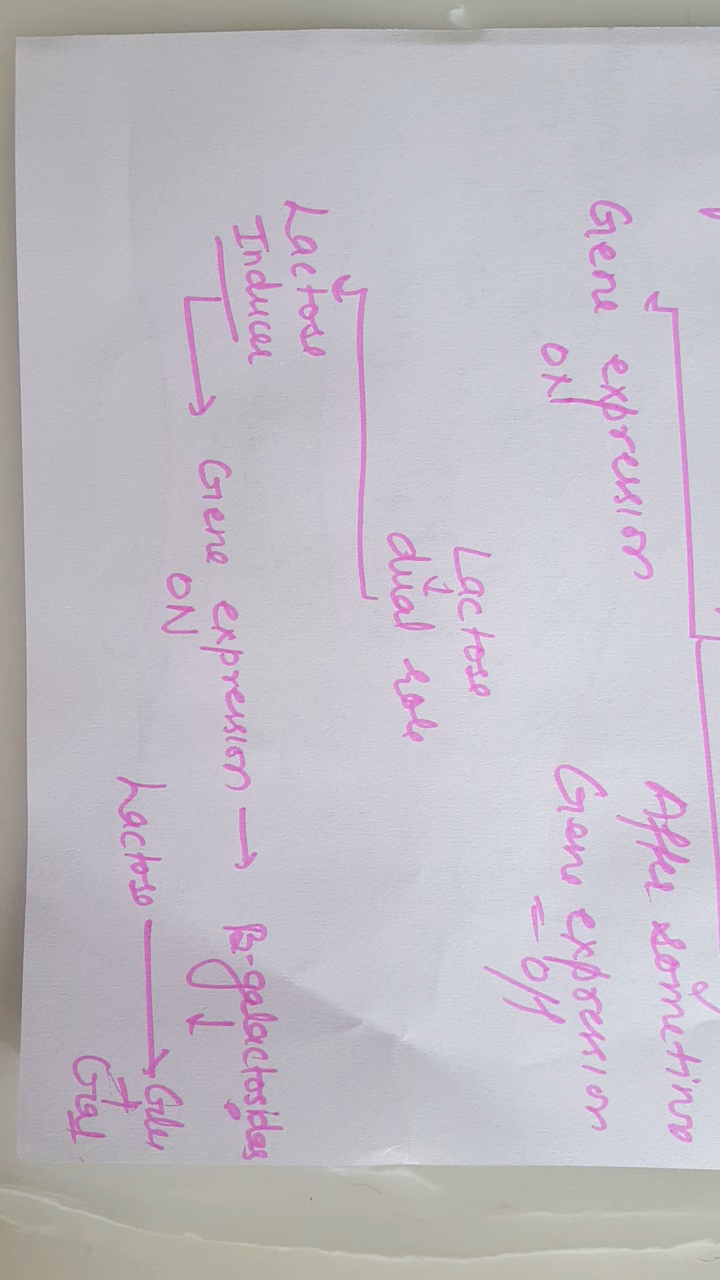 Gene expression
ON
After sometime
Gene expression
= Off
Lactose
dual role
Lactose
Inducer
Gene expression
ON
B-galactosidas
Lactose
Glu
+
Gal